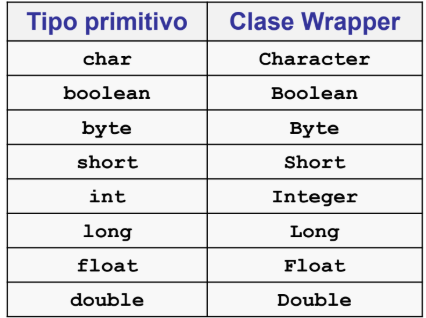 Tipo primitivo Clase Wrapper
char Character
boolean Boolean
byte Byte
short Short
int Integer
long Long
float Float
double Double